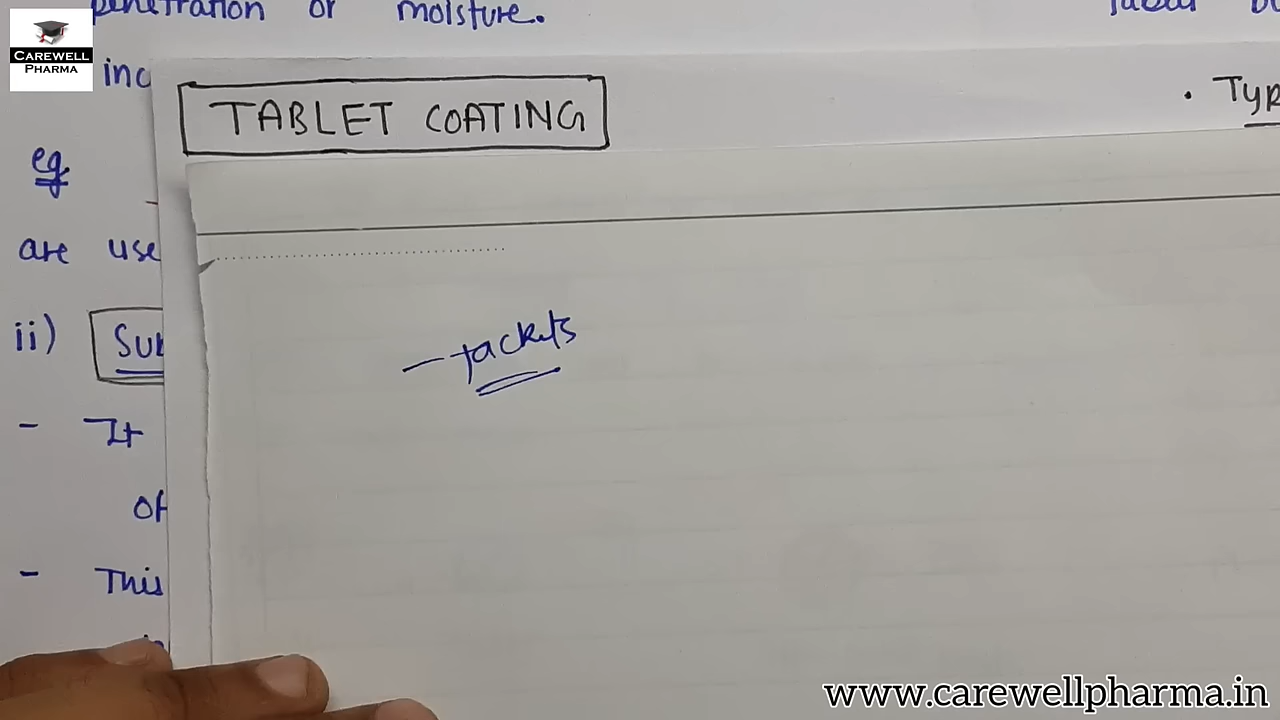 penetration or moisture.
CAREWELL
PHARMA
inc
TABLET COATING
• Typ
eg
are use
- Jackets
ii) Su
- It
of
- This
www.carewellpharma.in